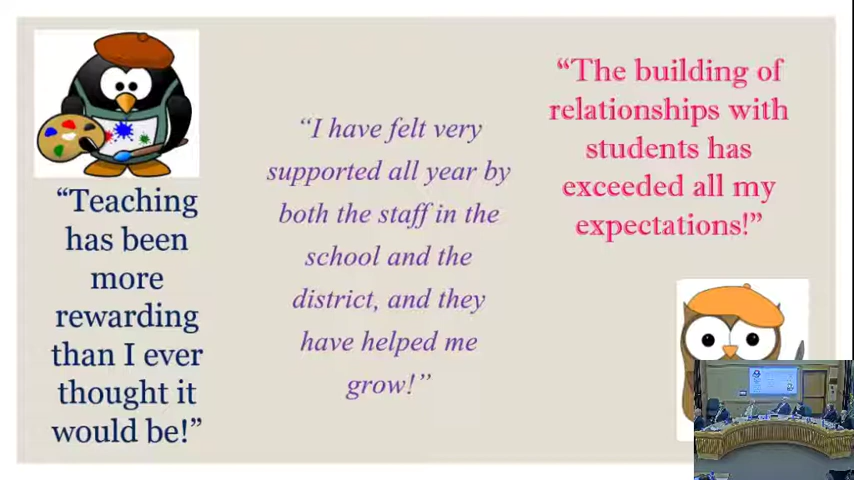 “Teaching
has been
more
rewarding
than I ever
thought it
would be!”
“I have felt very
supported all year by
both the staff in the
school and the
district, and they
have helped me
grow!”
“The building of
relationships with
students has
exceeded all my
expectations!”